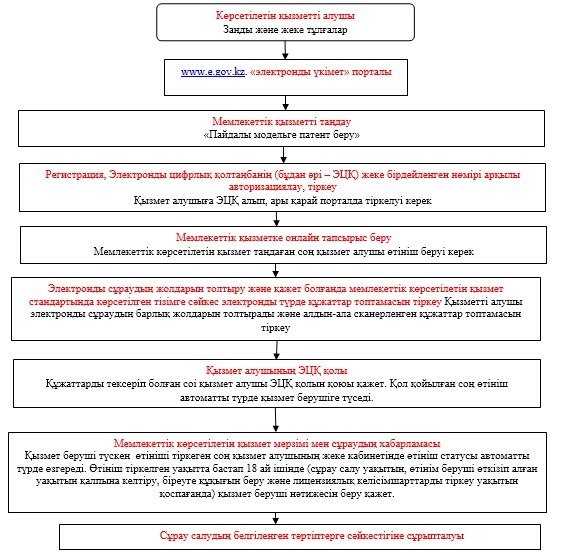 Көрсетілетін қызметті алушы
Заңды және жеке тұлғалар
www.e.gov.kz. «электронды үкімет» порталы
Мемлекеттік қызметті таңдау
«Пайдалы модельге патент беру»
Регистрация, Электронды цифрлық қолтаңбаның (бұдан әрі – ЭЦҚ) жеке бірдейленген нөмірі арқылы
авторизациялау, тіркеу
Қызмет алушыға ЭЦҚ алып, ары қарай порталда тіркелуі керек
Мемлекеттік қызметке онлайн тапсырыс беру
Мемлекеттік көрсетілетін қызмет таңдаған соң қызмет алушы өтініш беруі керек
Электронды сұраудың жолдарын толтыру және қажет болғанда мемлекеттік көрсетілетін қызмет
стандартында көрсетілген тізімге сәйкес электронды түрде құжаттар топтамасын тіркеу Қызметті алушы
электронды сұраудың барлық жолдарын толтырады және алдын-ала сканерленген құжаттар топтамасын
тіркеу
Қызмет алушының ЭЦҚ қолы
Құжаттарды тексеріп болған соі қызмет алушы ЭЦҚ қолын қоюы қажет. Қол қойылған соң өтініш
автоматты түрде қызмет берушіге түседі.
Мемлекеттік көрсетілетін қызмет мерзімі мен сұраудың хабарламасы
Қызмет беруші түскен өтініші тіркеген соң қызмет алушының жеке кабинетінде өтініш статусы автоматты
түрде өзгереді. Өтініш тіркелген уақытта бастап 18 ай ішінде (сұрау салу уақытын, өтінім беруші өткізіп алған
уақытын қалпына келтіру, біреуге құқығын беру және лицензиялық келісімшарттарды тіркеу уақытын
қоспағанда) қызмет беруші нәтижесін беру қажет.
Сұрау салудың белгіленген тәртіптерге сәйкестігіне сұрыпталуы